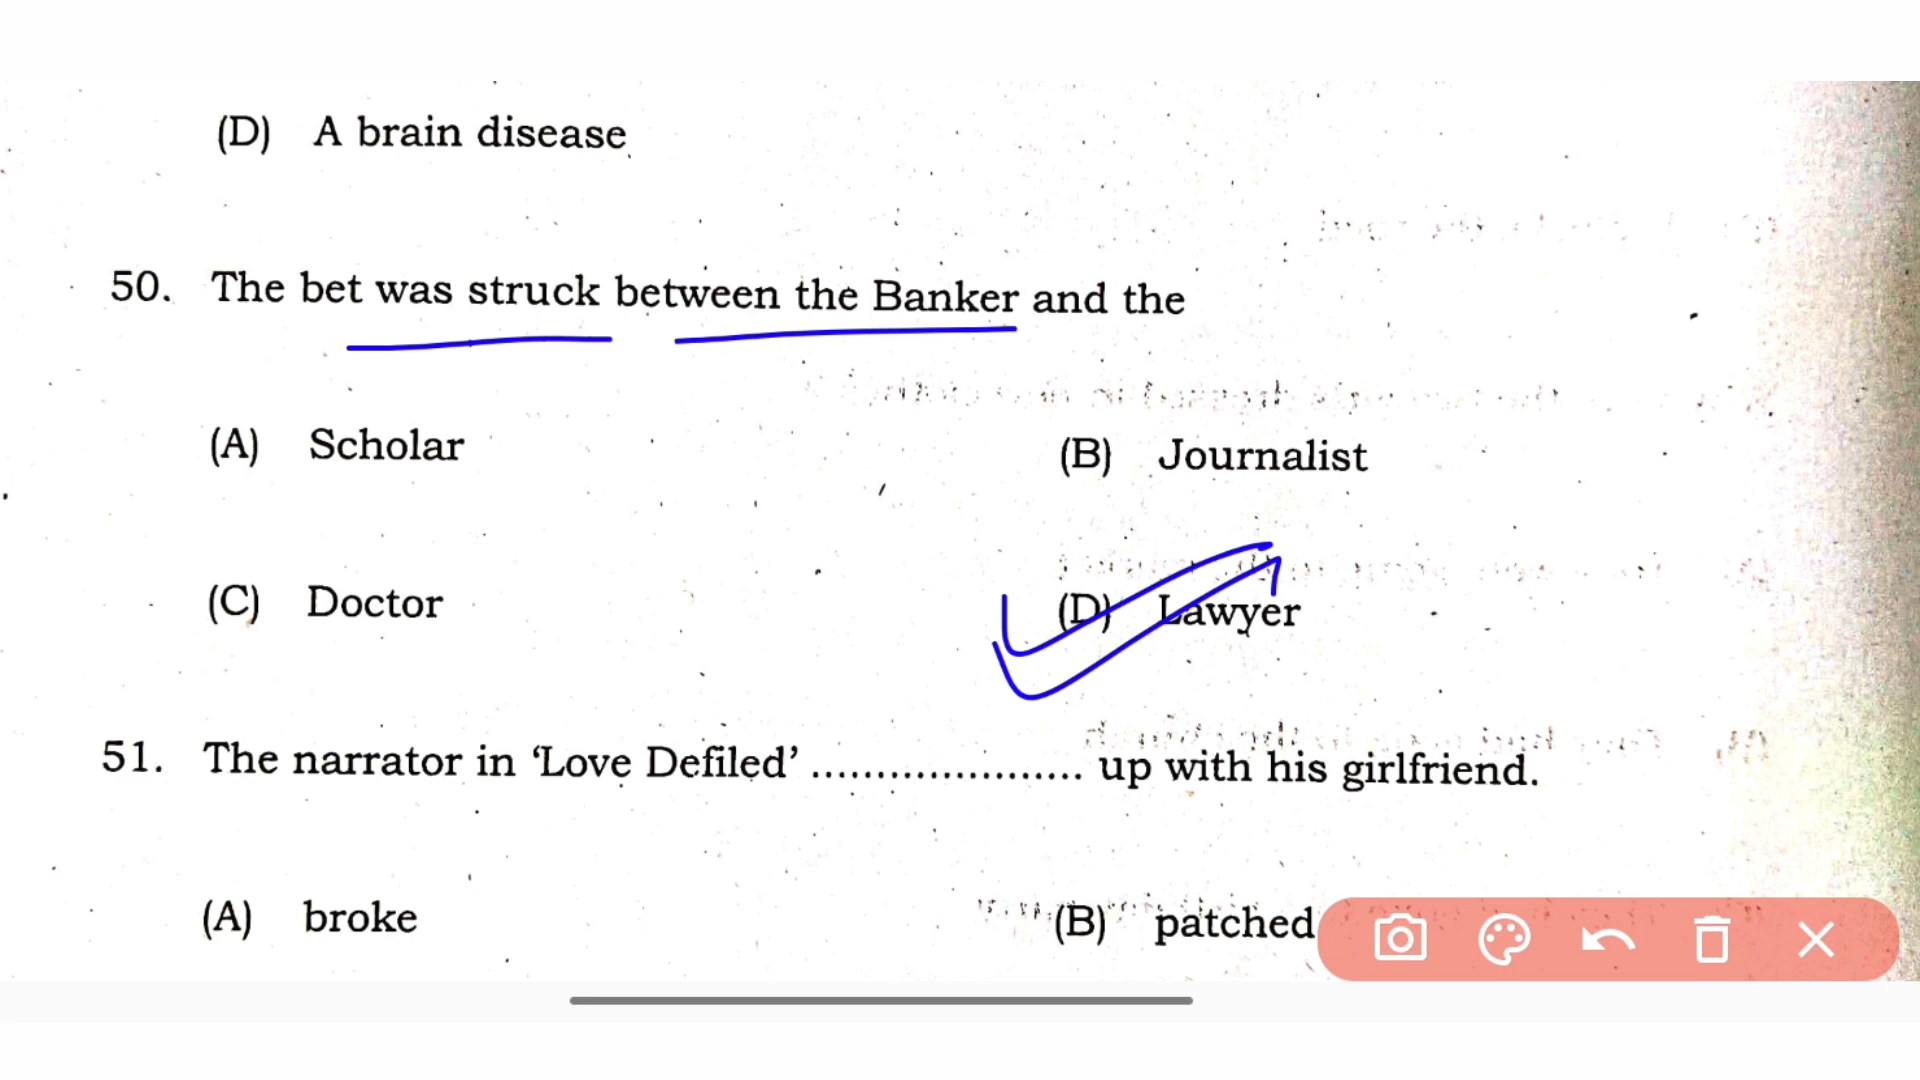 (D) A brain disease
50. The bet was struck between the Banker and the
(A) Scholar
(B) Journalist
(C) Doctor
(D) Lawyer
51. The narrator in ‘Love Defiled’ ..................... up with his girlfriend.
(A) broke
(B) patched